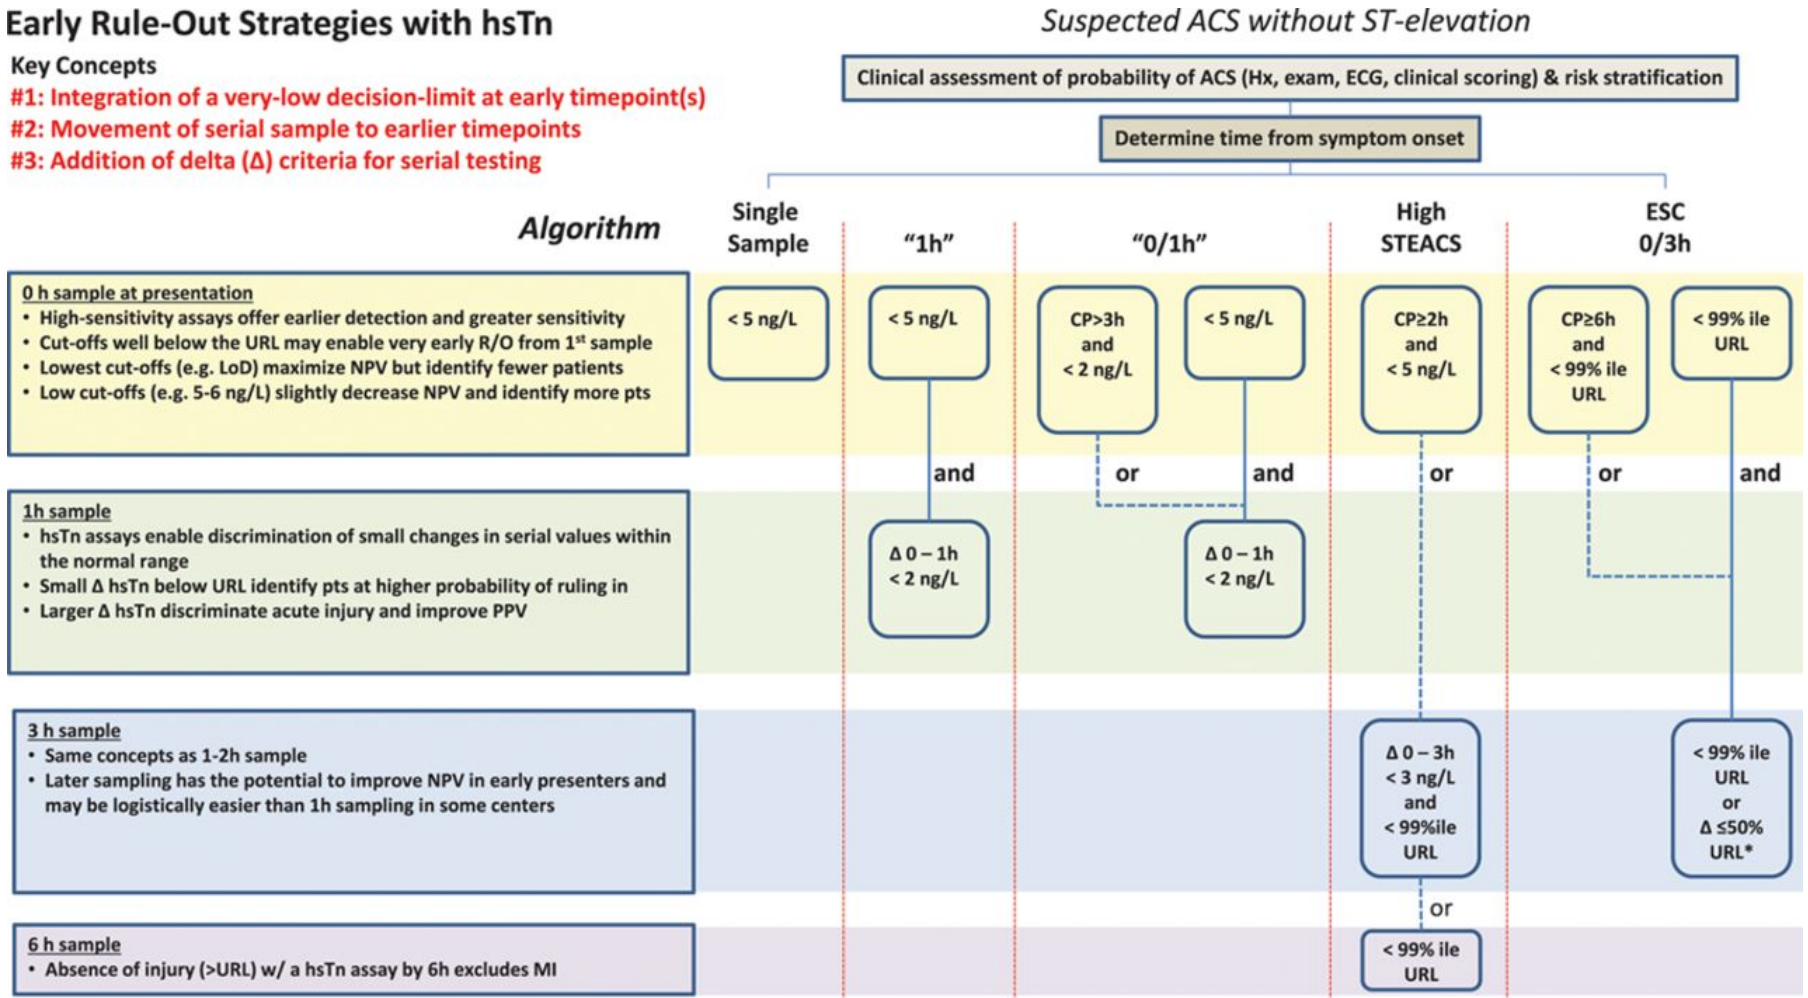 Early Rule-Out Strategies with hsTn
Key Concepts
#1: Integration of a very-low decision-limit at early timepoint(s)
#2: Movement of serial sample to earlier timepoints
#3: Addition of delta (Δ) criteria for serial testing
Suspected ACS without ST-elevation
Clinical assessment of probability of ACS (Hx, exam, ECG, clinical scoring) & risk stratification
Determine time from symptom onset
Algorithm
Single
Sample
“1h”
“0/1h”
High
STEACS
ESC
0/3h
0 h sample at presentation
• High-sensitivity assays offer earlier detection and greater sensitivity
• Cut-offs well below the URL may enable very early R/O from 1st sample
• Lowest cut-offs (e.g. LoD) maximize NPV but identify fewer patients
• Low cut-offs (e.g. 5-6 ng/L) slightly decrease NPV and identify more pts
< 5 ng/L
< 5 ng/L
CP>3h
and
< 2 ng/L
< 5 ng/L
CP≥2h
and
< 5 ng/L
CP≥6h
and
< 99% ile
URL
< 99% ile
URL
and
or
and
or
or
and
1h sample
• hsTn assays enable discrimination of small changes in serial values within
the normal range
• Small Δ hsTn below URL identify pts at higher probability of ruling in
• Larger Δ hsTn discriminate acute injury and improve PPV
Δ 0 – 1h
< 2 ng/L
Δ 0 – 1h
< 2 ng/L
3 h sample
• Same concepts as 1-2h sample
• Later sampling has the potential to improve NPV in early presenters and
may be logistically easier than 1h sampling in some centers
Δ 0 – 3h
< 3 ng/L
and
< 99%ile
URL
< 99% ile
URL
or
Δ ≤50%
URL*
or
6 h sample
• Absence of injury (>URL) w/ a hsTn assay by 6h excludes MI
< 99% ile
URL